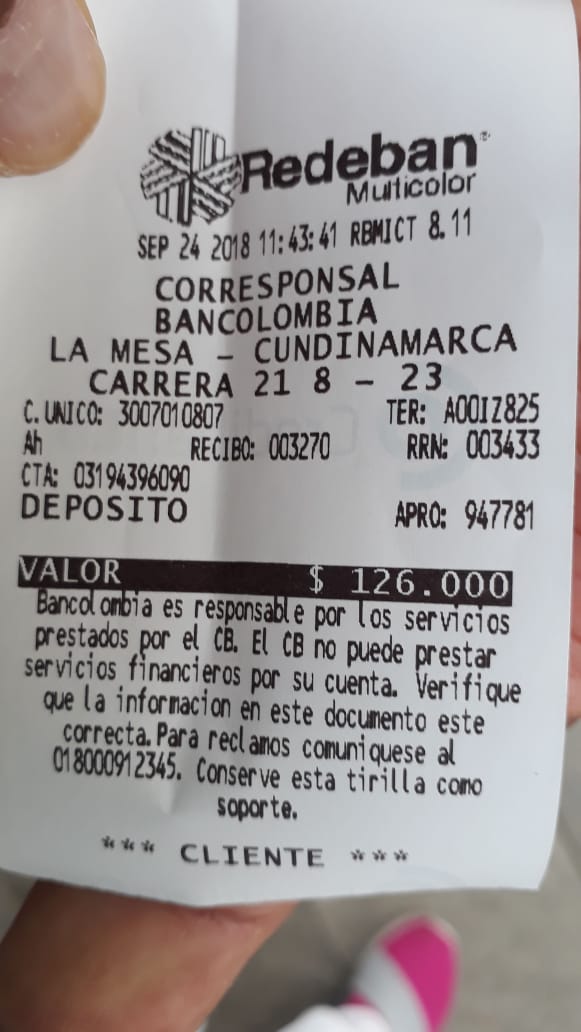 Redeban
Multicolor
SEP 24 2018 11:43:41 RBMICT 8.11
CORRESPONSAL
BANCOLOMBIA
LA MESA - CUNDINAMARCA
CARRERA 21 8 - 23
C. UNICO: 3007010807 TER: A00IZ825
Ah RECIBO: 003270 RRN: 003433
CTA: 03194396090
DEPOSITO APRO: 947781
VALOR $ 126.000
Bancolombia es responsable por los servicios
prestados por el CB. El CB no puede prestar
servicios financieros por su cuenta. Verifique
que la informacion en este documento este
correcta. Para reclamos comuniquese al
018000912345. Conserve esta tirilla como
soporte.
*** CLIENTE ***